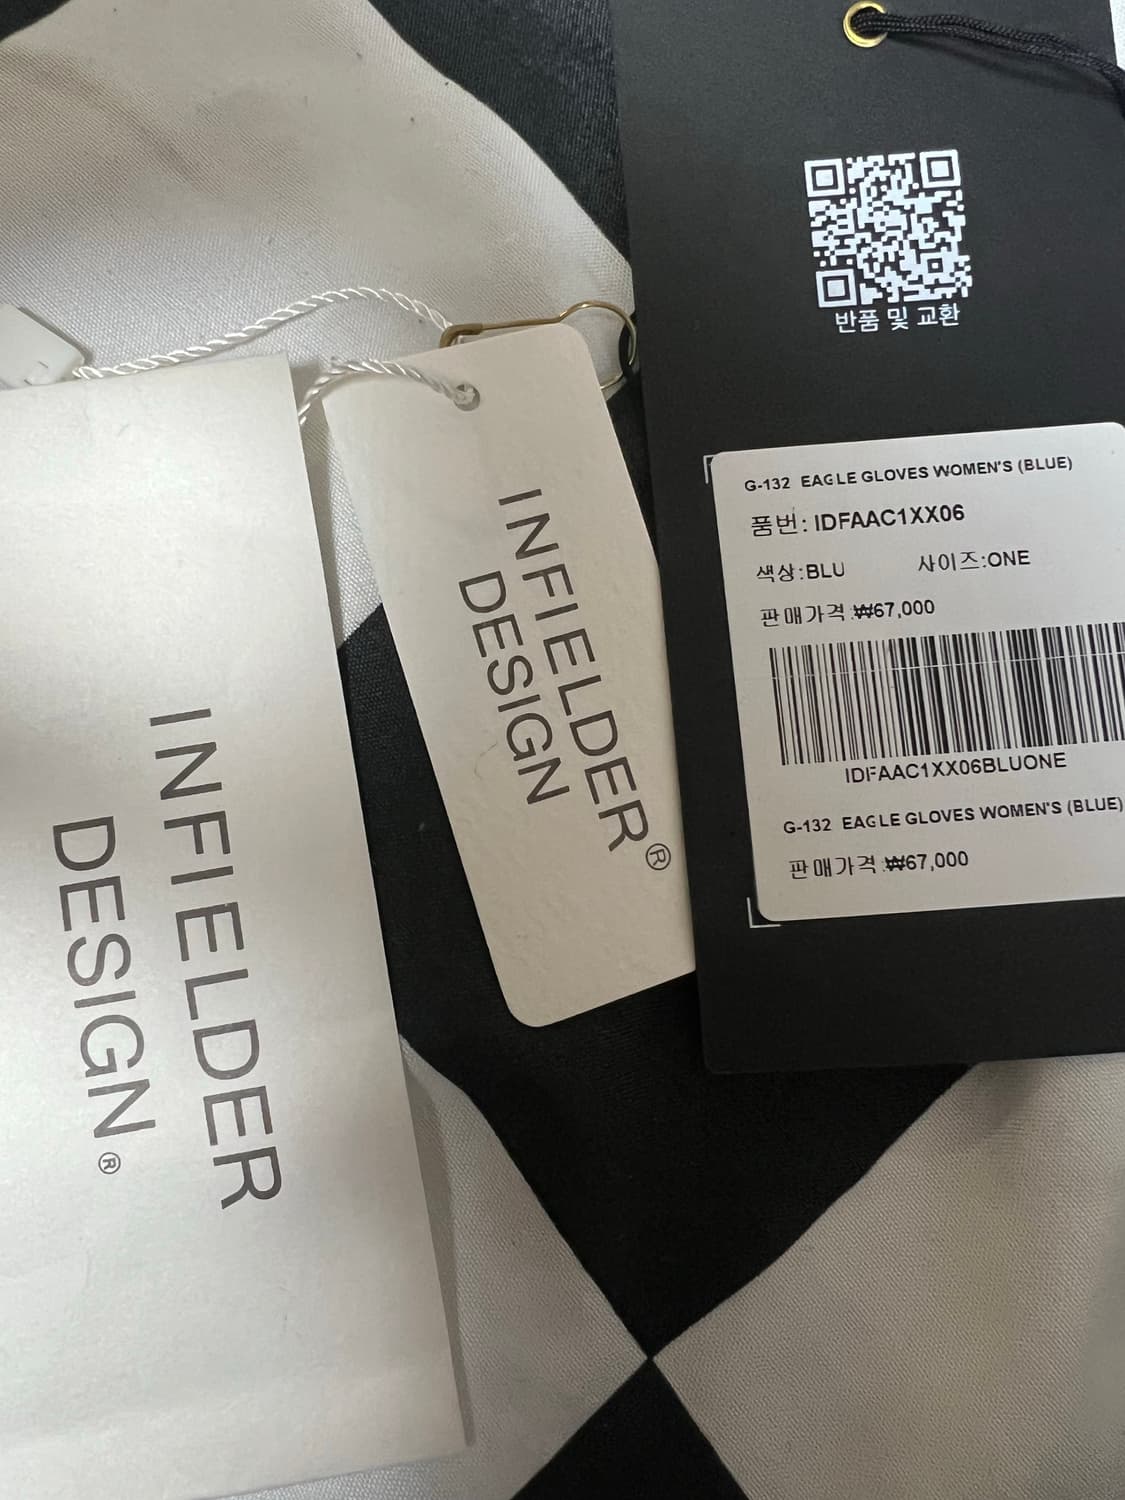 INFIELDER
DESIGN®
INFIELDER®
DESIGN
반품 및 교환
G-132 EAGLE GLOVES WOMEN'S (BLUE)
품번: IDFAAC1XX06
색상:BLU 사이즈:ONE
판매가격:₩67,000
IDFAAC1XX06BLUONE
G-132 EAGLE GLOVES WOMEN'S (BLUE)
판매가격:₩67,000